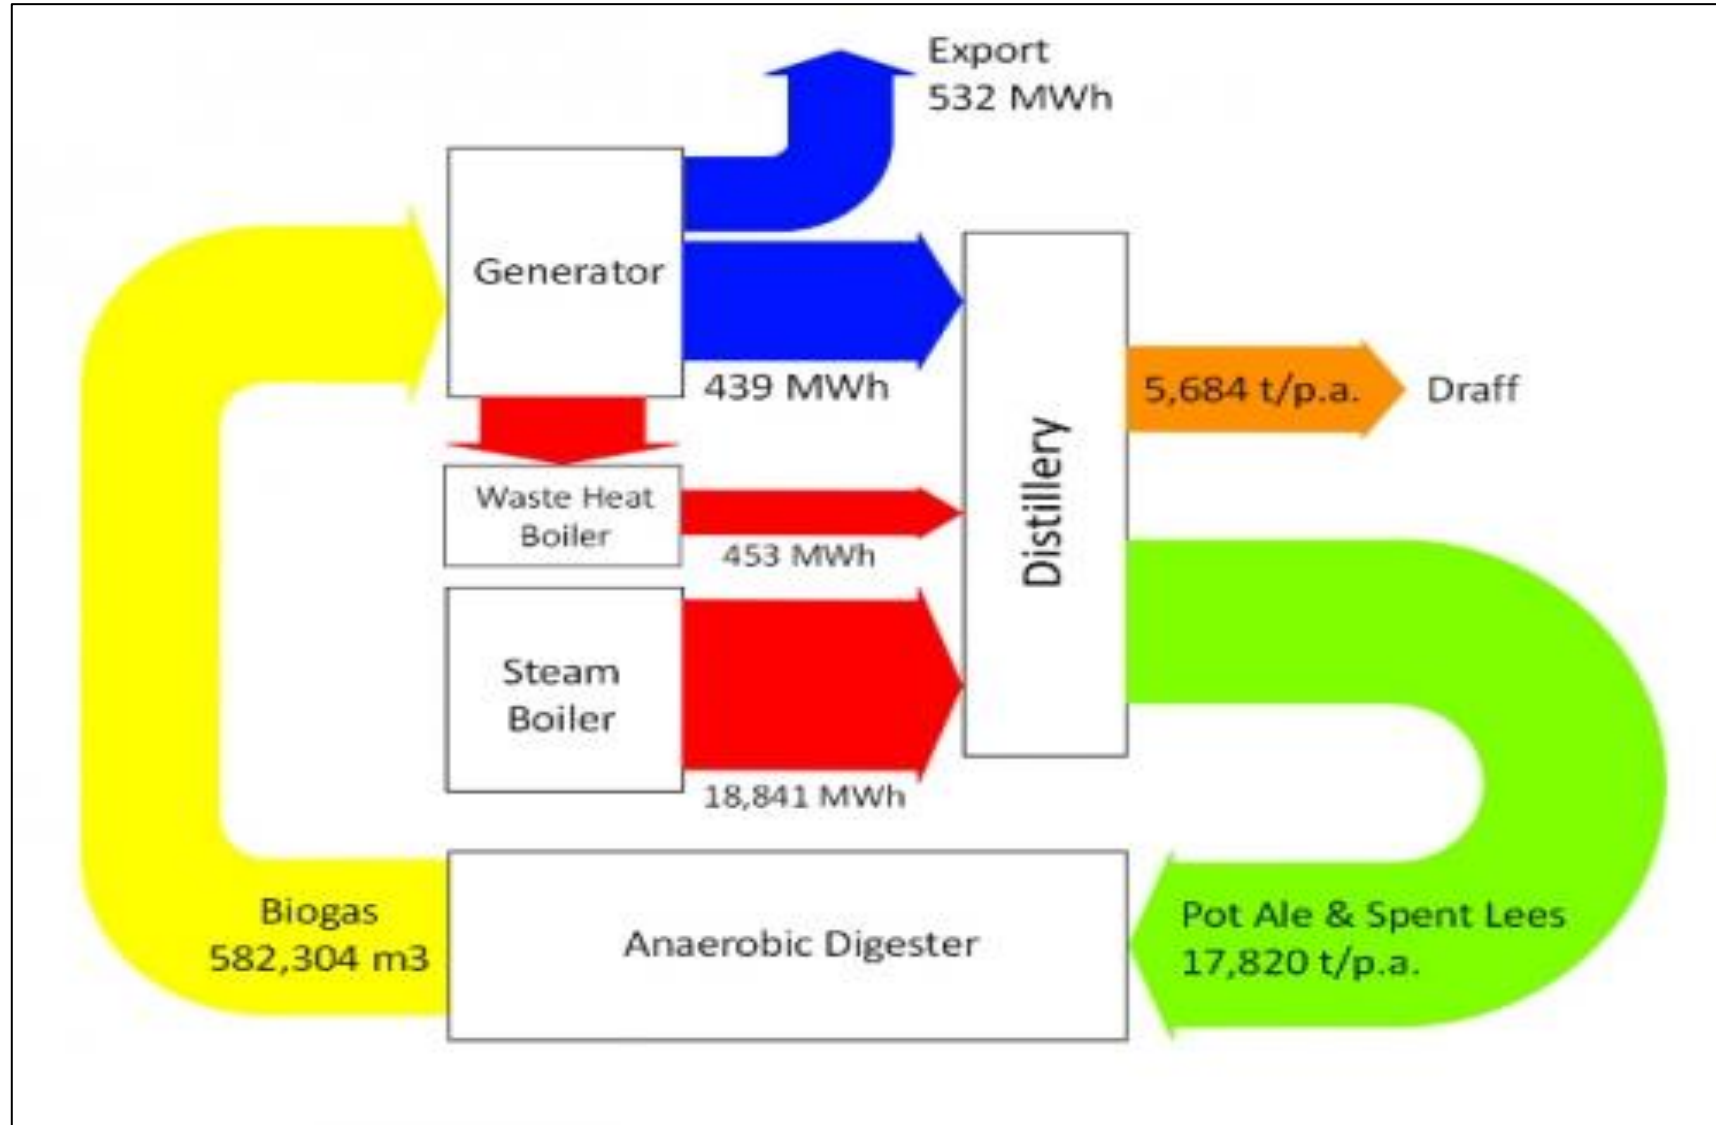 Export
532 MWh
Generator
439 MWh
5,684 t/p.a.
Draff
Waste Heat
Boiler
453 MWh
Distillery
Steam
Boiler
18,841 MWh
Biogas
582,304 m3
Anaerobic Digester
Pot Ale & Spent Lees
17,820 t/p.a.